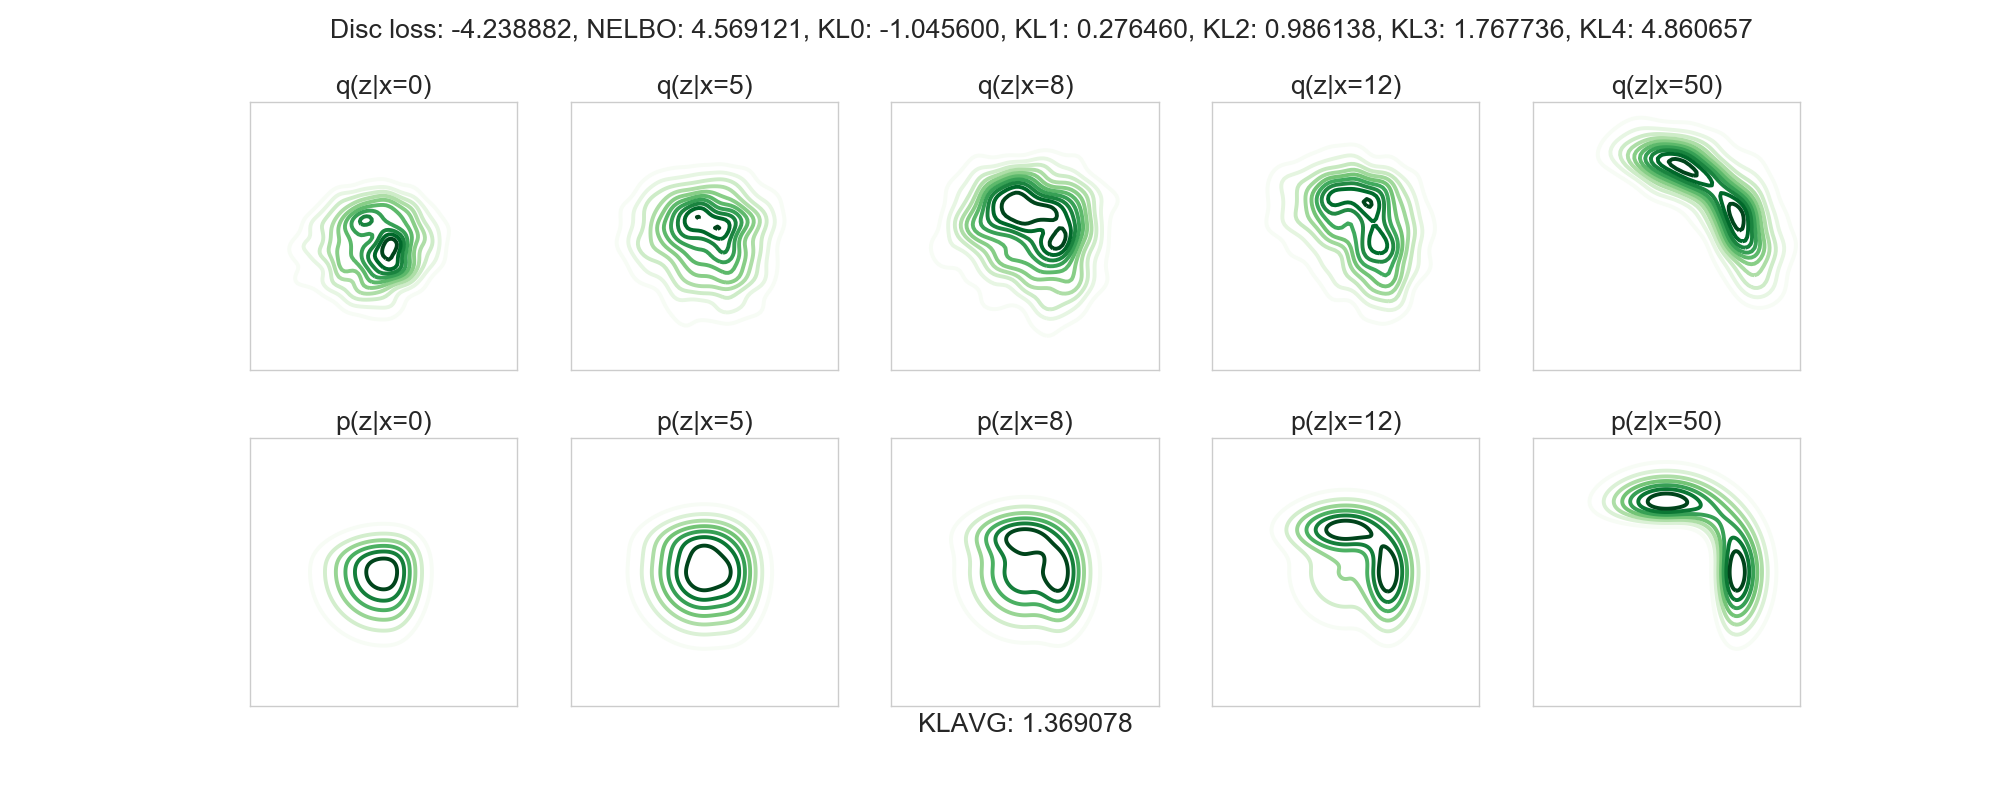 Disc loss: -4.238882, NELBO: 4.569121, KL0: -1.045600, KL1: 0.276460, KL2: 0.986138, KL3: 1.767736, KL4: 4.860657
q(z|x=0) q(z|x=5) q(z|x=8) q(z|x=12) q(z|x=50)
p(z|x=0) p(z|x=5) p(z|x=8) p(z|x=12) p(z|x=50)
KLAVG: 1.369078